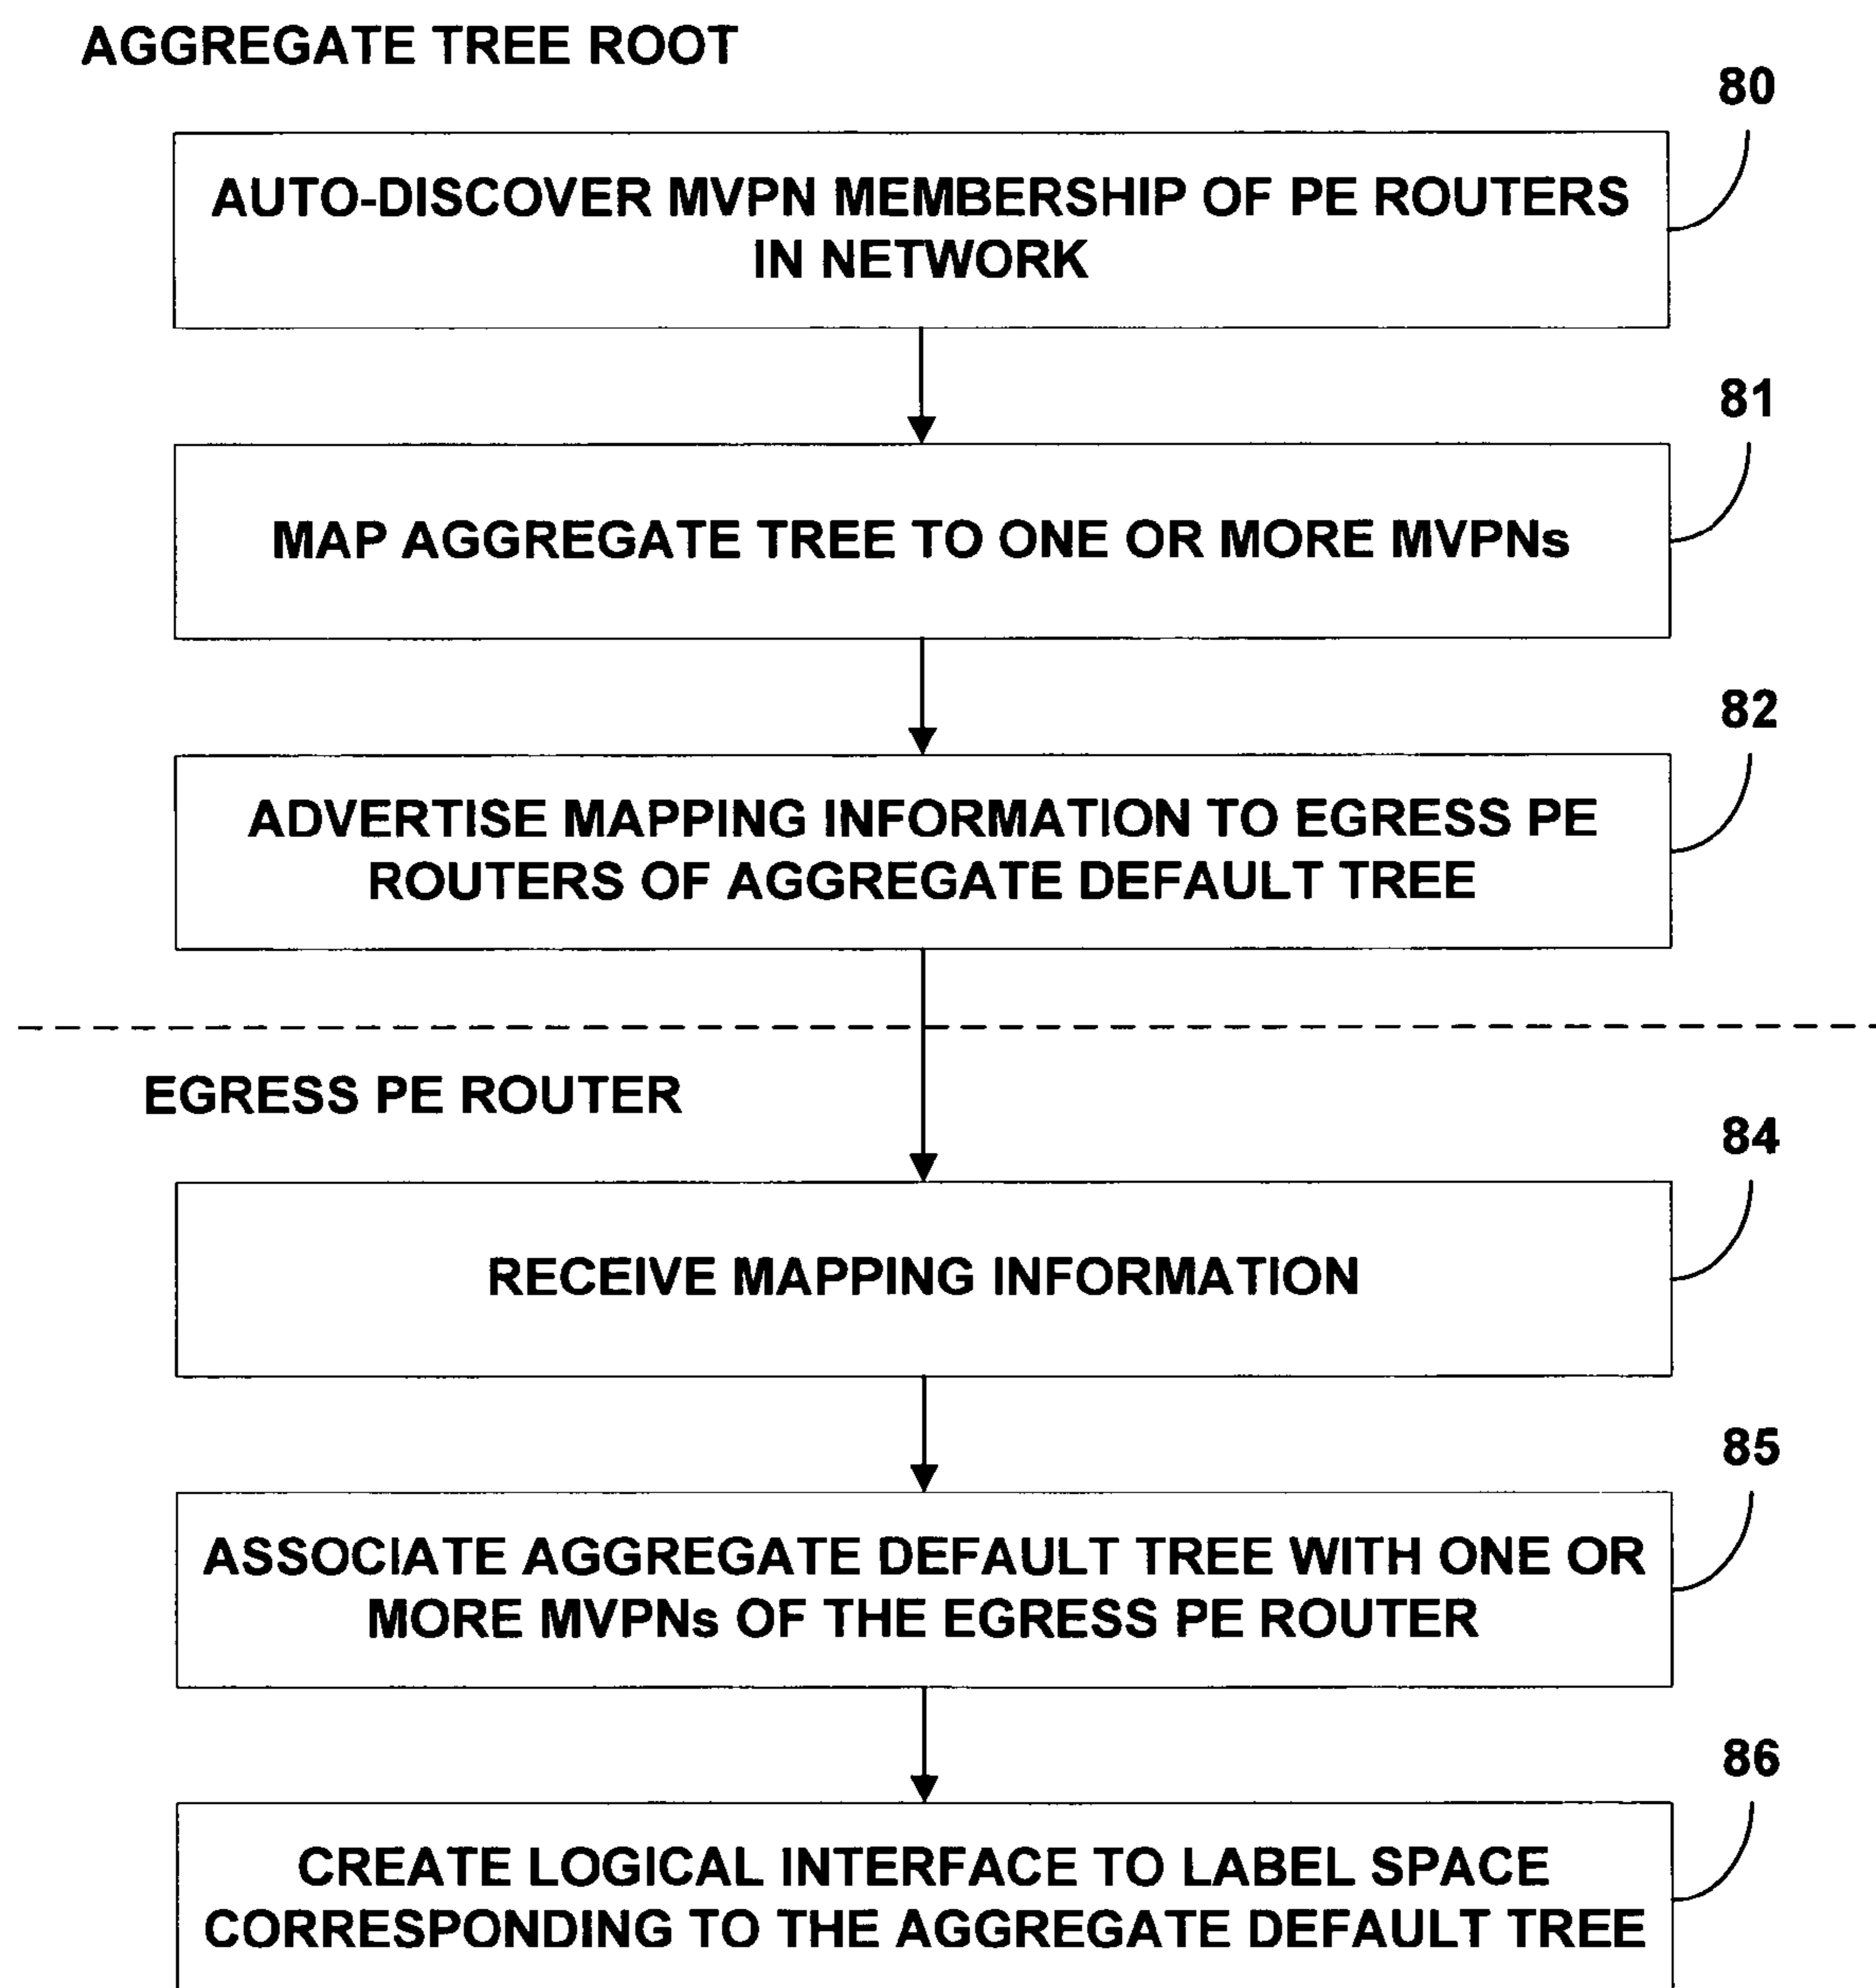 AGGREGATE TREE ROOT
80
AUTO-DISCOVER MVPN MEMBERSHIP OF PE ROUTERS
IN NETWORK
81
MAP AGGREGATE TREE TO ONE OR MORE MVPNs
82
ADVERTISE MAPPING INFORMATION TO EGRESS PE
ROUTERS OF AGGREGATE DEFAULT TREE
EGRESS PE ROUTER
84
RECEIVE MAPPING INFORMATION
85
ASSOCIATE AGGREGATE DEFAULT TREE WITH ONE OR
MORE MVPNs OF THE EGRESS PE ROUTER
86
CREATE LOGICAL INTERFACE TO LABEL SPACE
CORRESPONDING TO THE AGGREGATE DEFAULT TREE